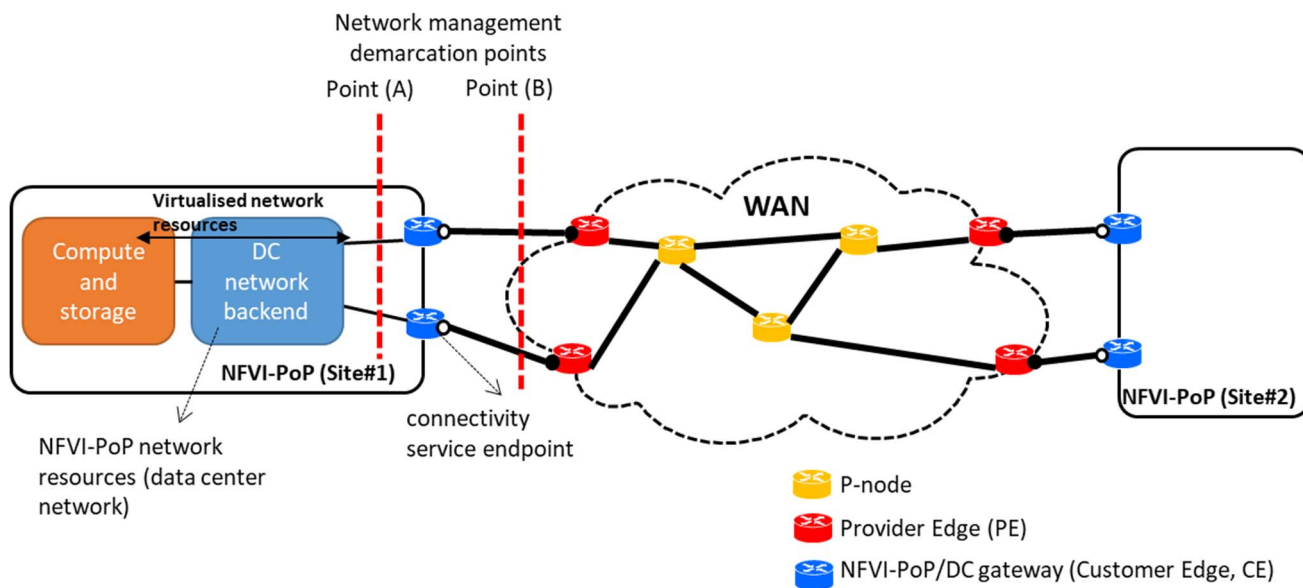 Network management
demarcation points
Point (A)
Point (B)
Virtualised network
resources
Compute
and
storage
DC
network
backend
NFVI-PoP (Site#1)
WAN
NFVI-PoP (Site#2)
connectivity
service endpoint
NFVI-PoP network
resources (data center
network)
P-node
Provider Edge (PE)
NFVI-PoP/DC gateway (Customer Edge, CE)